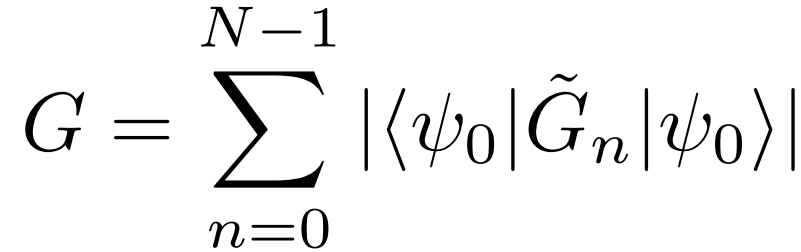 G = \sum_{n=0}^{N-1} |\langle\psi_0|\tilde{G}_n|\psi_0\rangle|